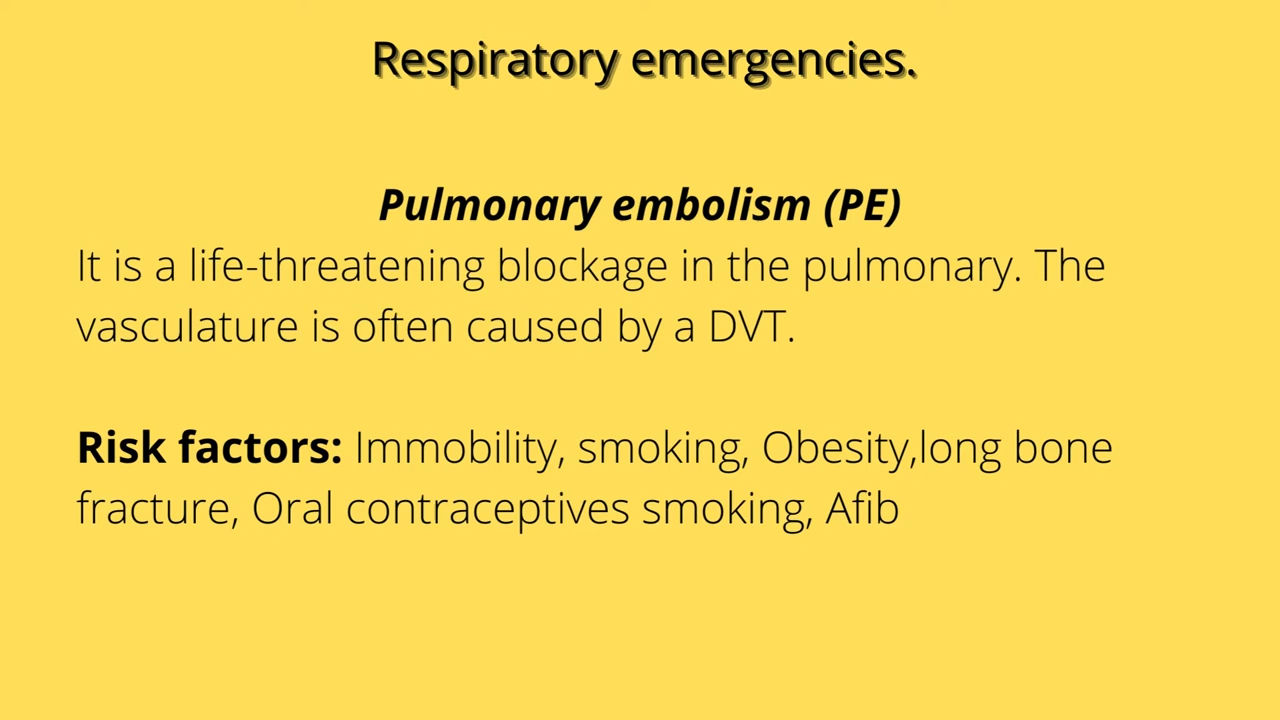 Respiratory emergencies.
Pulmonary embolism (PE)
It is a life-threatening blockage in the pulmonary. The
vasculature is often caused by a DVT.
Risk factors: Immobility, smoking, Obesity,long bone
fracture, Oral contraceptives smoking, Afib